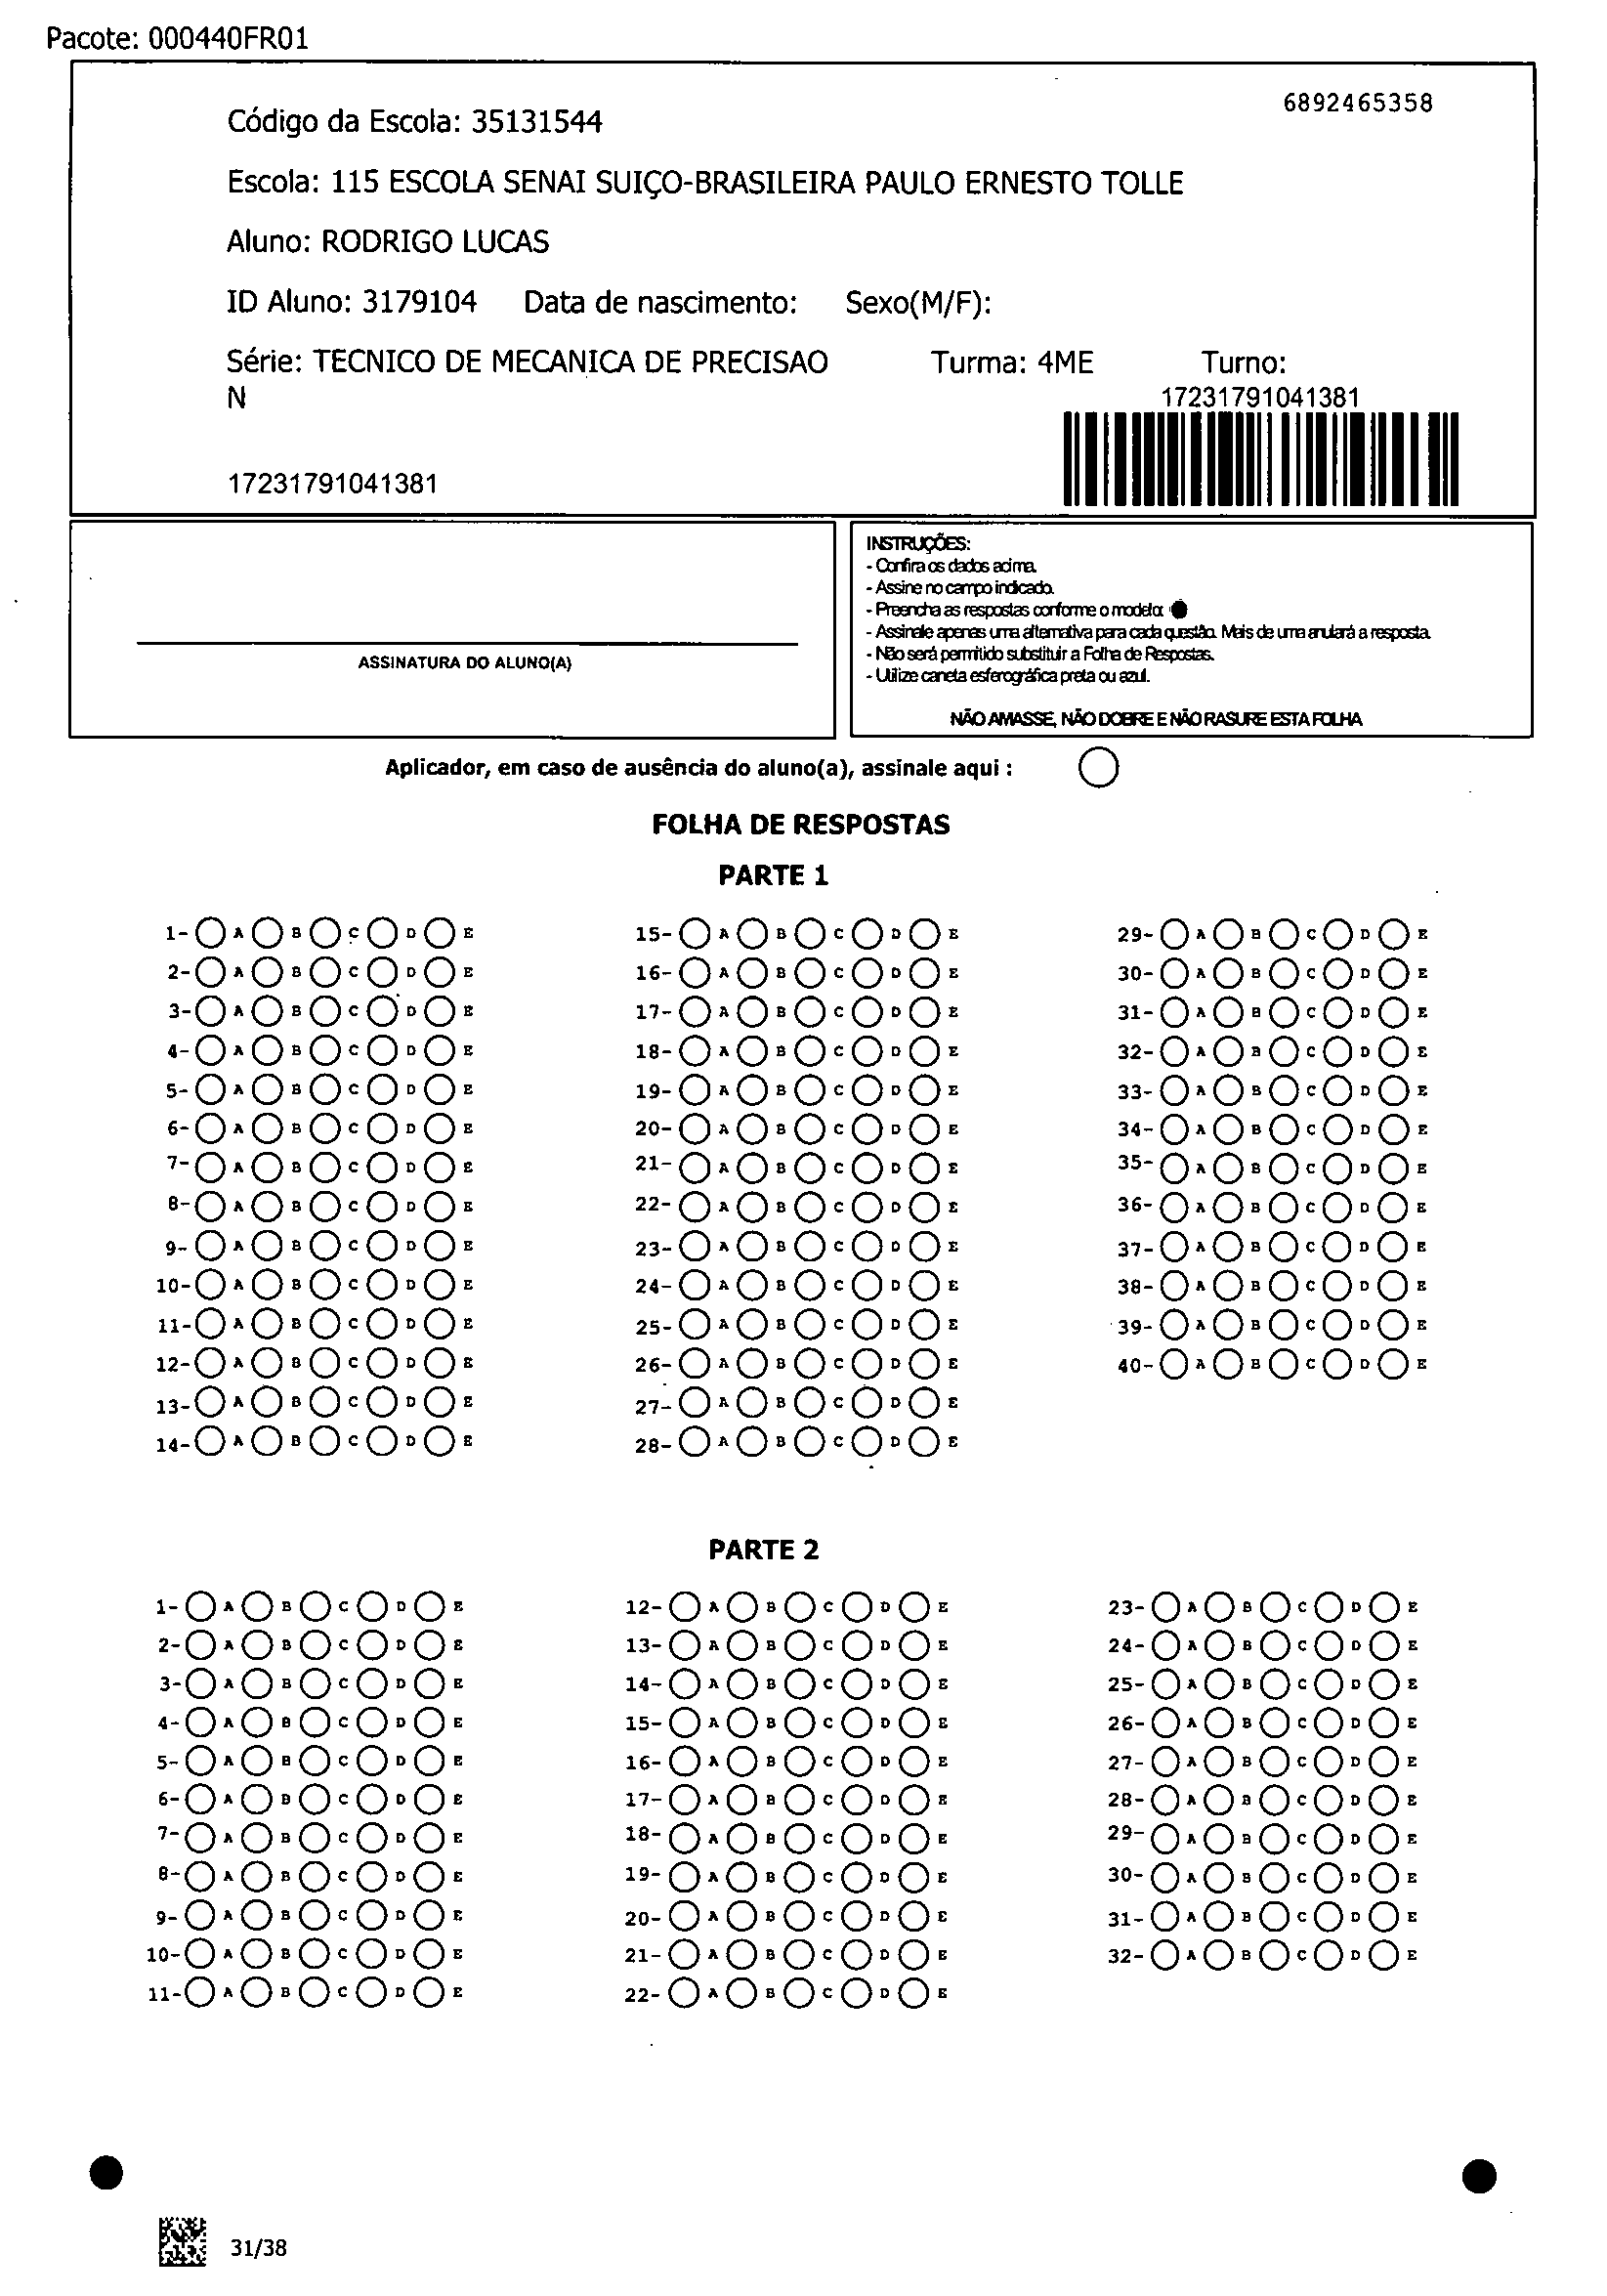 Pacote: 000440FR01
6892465358
Código da Escola: 35131544
Escola: 115 ESCOLA SENAI SUIÇO-BRASILEIRA PAULO ERNESTO TOLLE
Aluno: RODRIGO LUCAS
ID Aluno: 3179104 Data de nascimento: Sexo(M/F):
Série: TECNICO DE MECANICA DE PRECISAO Turma: 4ME Turno:
N
17231791041381
17231791041381
ASSINATURA DO ALUNO(A)
INSTRUÇÕES:
- Confira os dados acima.
- Assine no campo indicado.
- Preencha as respostas conforme o modelo:
- Assinale apenas uma alternativa para cada questão. Mais de uma anulará a resposta.
- Não será permitido substituir a Folha de Respostas.
- Utilize caneta esferográfica preta ou azul.
NÃO AMASSE, NÃO DOBRE E NÃO RASURE ESTA FOLHA
Aplicador, em caso de ausência do aluno(a), assinale aqui :
FOLHA DE RESPOSTAS
PARTE 1
1- A B C D E 15- A B C D E 29- A B C D E
2- A B C D E 16- A B C D E 30- A B C D E
3- A B C D E 17- A B C D E 31- A B C D E
4- A B C D E 18- A B C D E 32- A B C D E
5- A B C D E 19- A B C D E 33- A B C D E
6- A B C D E 20- A B C D E 34- A B C D E
7- A B C D E 21- A B C D E 35- A B C D E
8- A B C D E 22- A B C D E 36- A B C D E
9- A B C D E 23- A B C D E 37- A B C D E
10- A B C D E 24- A B C D E 38- A B C D E
11- A B C D E 25- A B C D E 39- A B C D E
12- A B C D E 26- A B C D E 40- A B C D E
13- A B C D E 27- A B C D E
14- A B C D E 28- A B C D E
PARTE 2
1- A B C D E 12- A B C D E 23- A B C D E
2- A B C D E 13- A B C D E 24- A B C D E
3- A B C D E 14- A B C D E 25- A B C D E
4- A B C D E 15- A B C D E 26- A B C D E
5- A B C D E 16- A B C D E 27- A B C D E
6- A B C D E 17- A B C D E 28- A B C D E
7- A B C D E 18- A B C D E 29- A B C D E
8- A B C D E 19- A B C D E 30- A B C D E
9- A B C D E 20- A B C D E 31- A B C D E
10- A B C D E 21- A B C D E 32- A B C D E
11- A B C D E 22- A B C D E
31/38